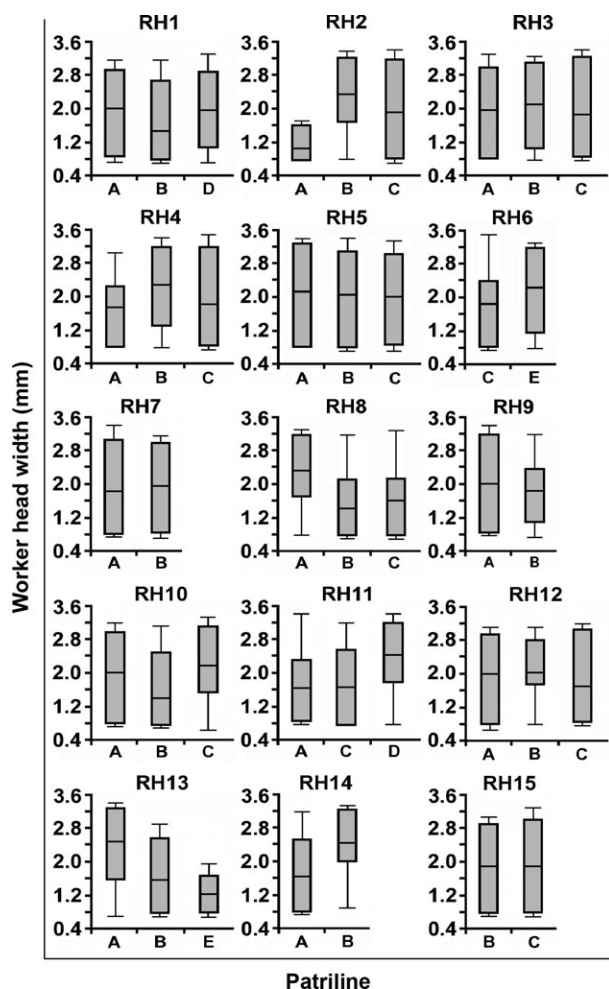 RH1 RH2 RH3
3.6 3.6 3.6
2.8 2.8 2.8
2.0 2.0 2.0
1.2 1.2 1.2
0.4 0.4 0.4
A B D A B C A B C
RH4 RH5 RH6
3.6 3.6 3.6
2.8 2.8 2.8
2.0 2.0 2.0
1.2 1.2 1.2
0.4 0.4 0.4
A B C A B C C E
Worker head width (mm)
RH7 RH8 RH9
3.6 3.6 3.6
2.8 2.8 2.8
2.0 2.0 2.0
1.2 1.2 1.2
0.4 0.4 0.4
A B A B C A B
RH10 RH11 RH12
3.6 3.6 3.6
2.8 2.8 2.8
2.0 2.0 2.0
1.2 1.2 1.2
0.4 0.4 0.4
A B C A C D A B C
RH13 RH14 RH15
3.6 3.6 3.6
2.8 2.8 2.8
2.0 2.0 2.0
1.2 1.2 1.2
0.4 0.4 0.4
A B E A B B C
Patriline